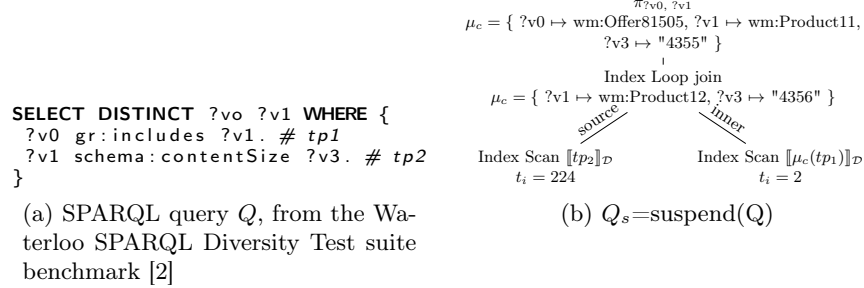 SELECT DISTINCT ?vo ?v1 WHERE {
?v0 gr:includes ?v1. # tp1
?v1 schema:contentSize ?v3. # tp2
}
(a) SPARQL query Q, from the Wa-
terloo SPARQL Diversity Test suite
benchmark [2]
π?v0, ?v1
μc = { ?v0 ↦ wm:Offer81505, ?v1 ↦ wm:Product11,
?v3 ↦ "4355" }
Index Loop join
μc = { ?v1 ↦ wm:Product12, ?v3 ↦ "4356" }
source
inner
Index Scan ⟦tp2⟧D
ti = 224
Index Scan ⟦μc(tp1)⟧D
ti = 2
(b) Qs=suspend(Q)